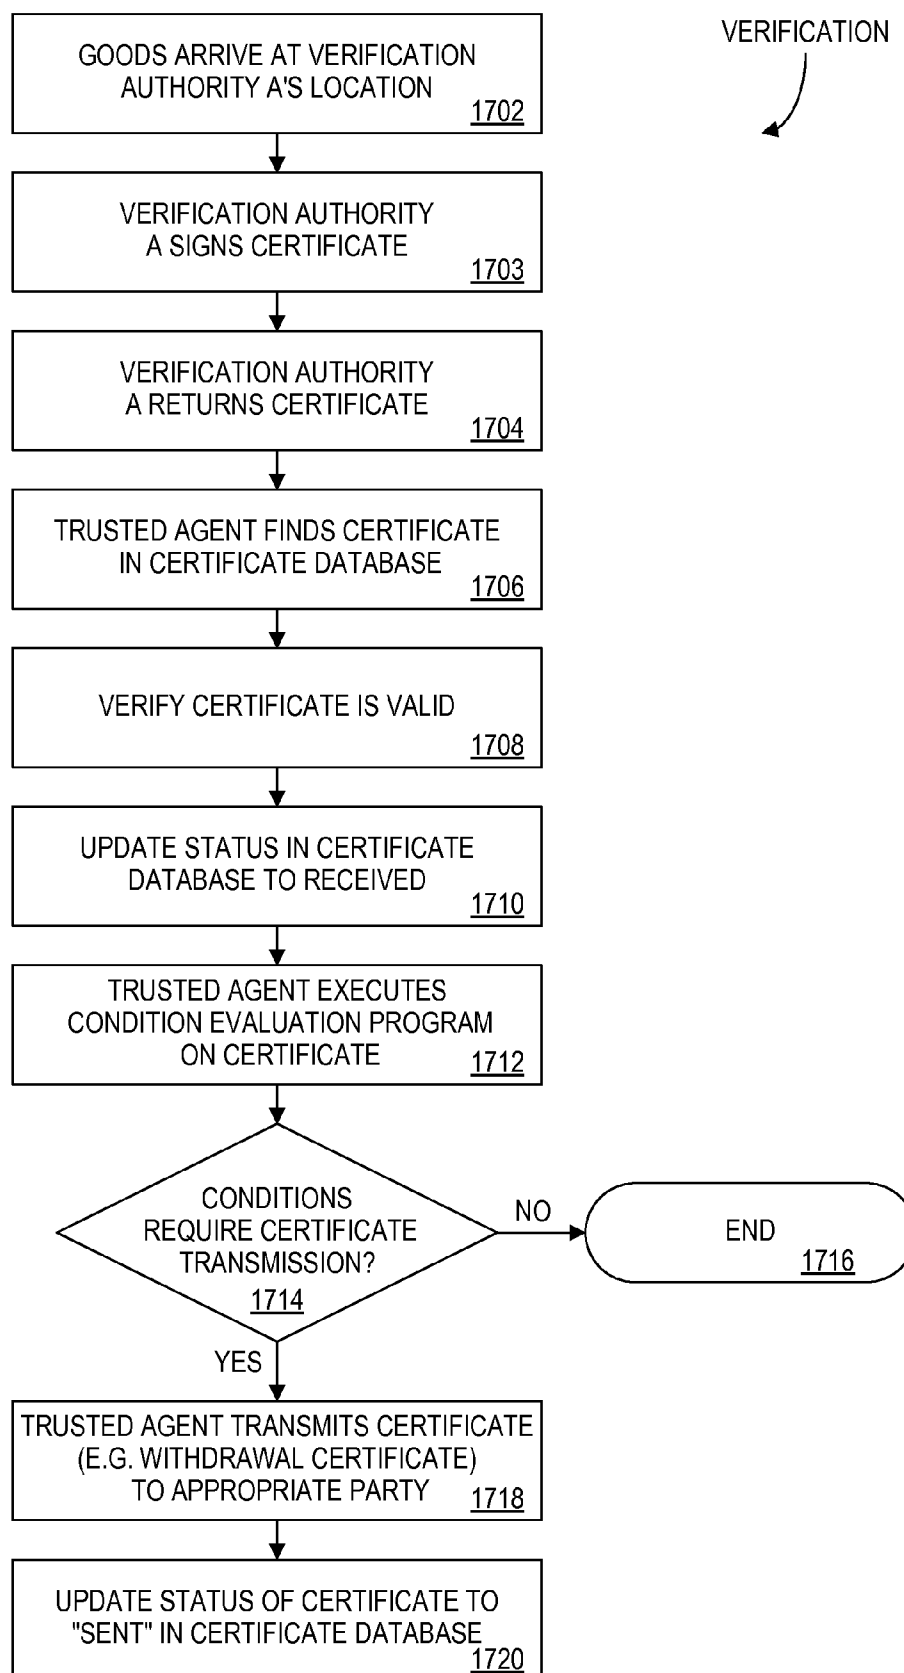 VERIFICATION
GOODS ARRIVE AT VERIFICATION
AUTHORITY A'S LOCATION
1702
VERIFICATION AUTHORITY
A SIGNS CERTIFICATE
1703
VERIFICATION AUTHORITY
A RETURNS CERTIFICATE
1704
TRUSTED AGENT FINDS CERTIFICATE
IN CERTIFICATE DATABASE
1706
VERIFY CERTIFICATE IS VALID
1708
UPDATE STATUS IN CERTIFICATE
DATABASE TO RECEIVED
1710
TRUSTED AGENT EXECUTES
CONDITION EVALUATION PROGRAM
ON CERTIFICATE
1712
CONDITIONS
REQUIRE CERTIFICATE
TRANSMISSION?
1714
NO
END
1716
YES
TRUSTED AGENT TRANSMITS CERTIFICATE
(E.G. WITHDRAWAL CERTIFICATE)
TO APPROPRIATE PARTY
1718
UPDATE STATUS OF CERTIFICATE TO
"SENT" IN CERTIFICATE DATABASE
1720